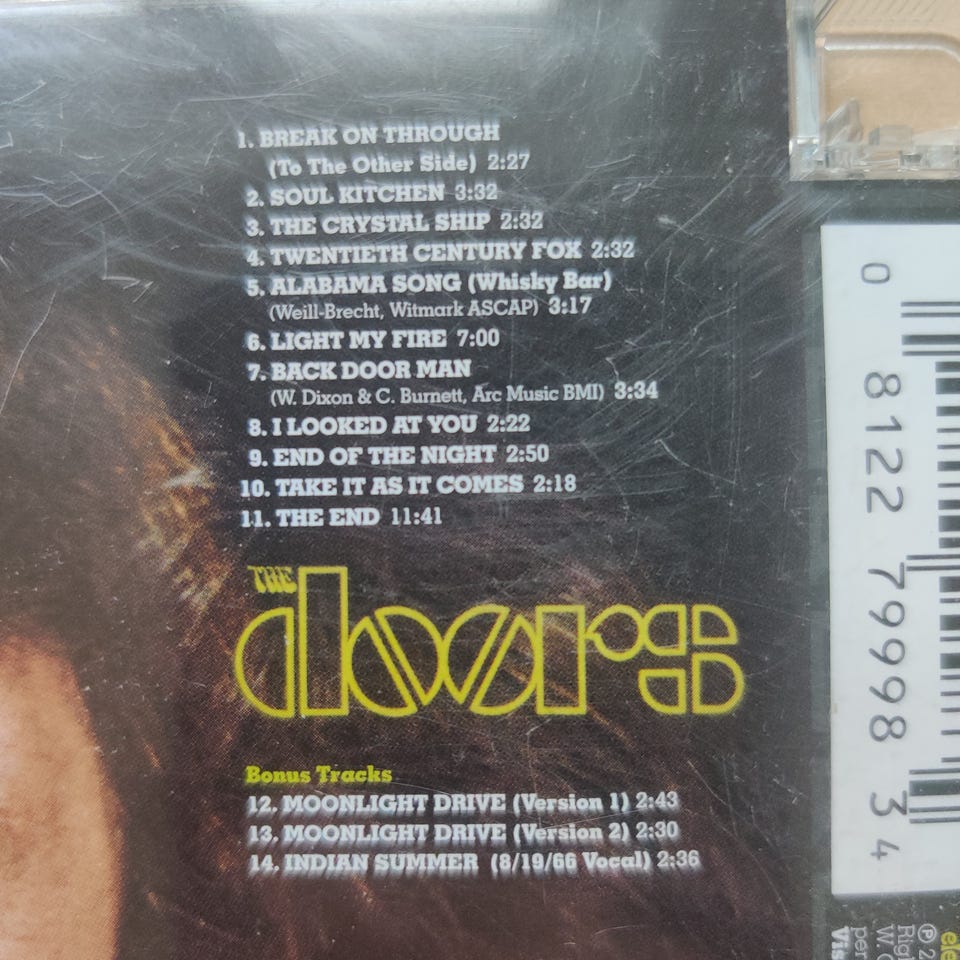 1. BREAK ON THROUGH
(To The Other Side) 2:27
2. SOUL KITCHEN 3:32
3. THE CRYSTAL SHIP 2:32
4. TWENTIETH CENTURY FOX 2:32
5. ALABAMA SONG (Whisky Bar)
(Weill-Brecht, Witmark ASCAP) 3:17
6. LIGHT MY FIRE 7:00
7. BACK DOOR MAN
(W. Dixon & C. Burnett, Arc Music BMI) 3:34
8. I LOOKED AT YOU 2:22
9. END OF THE NIGHT 2:50
10. TAKE IT AS IT COMES 2:18
11. THE END 11:41
THE
doors
Bonus Tracks
12. MOONLIGHT DRIVE (Version 1) 2:43
13. MOONLIGHT DRIVE (Version 2) 2:30
14. INDIAN SUMMER (8/19/66 Vocal) 2:36
0 8122 79998 3 4